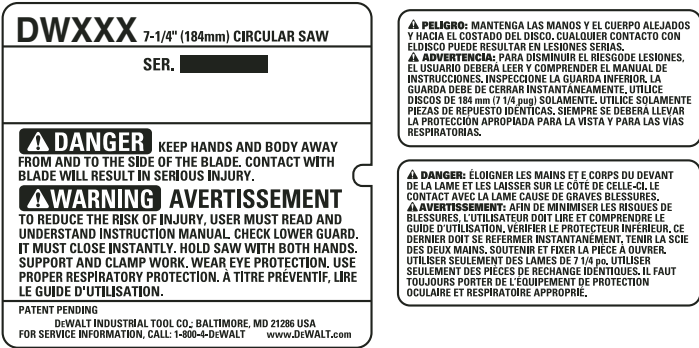 DWXXX 7-1/4" (184mm) CIRCULAR SAW
SER.
⚠ DANGER KEEP HANDS AND BODY AWAY
FROM AND TO THE SIDE OF THE BLADE. CONTACT WITH
BLADE WILL RESULT IN SERIOUS INJURY.
⚠ WARNING AVERTISSEMENT
TO REDUCE THE RISK OF INJURY, USER MUST READ AND
UNDERSTAND INSTRUCTION MANUAL. CHECK LOWER GUARD.
IT MUST CLOSE INSTANTLY. HOLD SAW WITH BOTH HANDS.
SUPPORT AND CLAMP WORK. WEAR EYE PROTECTION. USE
PROPER RESPIRATORY PROTECTION. À TITRE PRÉVENTIF, LIRE
LE GUIDE D'UTILISATION.
PATENT PENDING
DEWALT INDUSTRIAL TOOL CO.; BALTIMORE, MD 21286 USA
FOR SERVICE INFORMATION, CALL: 1-800-4-DEWALT www.DEWALT.com
⚠ PELIGRO: MANTENGA LAS MANOS Y EL CUERPO ALEJADOS
Y HACIA EL COSTADO DEL DISCO. CUALQUIER CONTACTO CON
ELDISCO PUEDE RESULTAR EN LESIONES SERIAS.
⚠ ADVERTENCIA: PARA DISMINUIR EL RIESGODE LESIONES,
EL USUARIO DEBERÁ LEER Y COMPRENDER EL MANUAL DE
INSTRUCCIONES. INSPECCIONE LA GUARDA INFERIOR. LA
GUARDA DEBE DE CERRAR INSTANTÁNEAMENTE. UTILICE
DISCOS DE 184 mm (7 1/4 pug) SOLAMENTE. UTILICE SOLAMENTE
PIEZAS DE REPUESTO IDÉNTICAS. SIEMPRE SE DEBERÁ LLEVAR
LA PROTECCIÓN APROPIADA PARA LA VISTA Y PARA LAS VÍAS
RESPIRATORIAS.
⚠ DANGER: ÉLOIGNER LES MAINS ET E CORPS DU DEVANT
DE LA LAME ET LES LAISSER SUR LE CÔTÉ DE CELLE-CI. LE
CONTACT AVEC LA LAME CAUSE DE GRAVES BLESSURES.
⚠ AVERTISSEMENT: AFIN DE MINIMISER LES RISQUES DE
BLESSURES, L'UTILISATEUR DOIT LIRE ET COMPRENDRE LE
GUIDE D'UTILISATION. VÉRIFIER LE PROTECTEUR INFÉRIEUR. CE
DERNIER DOIT SE REFERMER INSTANTANÉMENT. TENIR LA SCIE
DES DEUX MAINS. SOUTENIR ET FIXER LA PIÈCE À OUVRER.
UTILISER SEULEMENT DES LAMES DE 7 1/4 po. UTILISER
SEULEMENT DES PIÈCES DE RECHANGE IDENTIQUES. IL FAUT
TOUJOURS PORTER DE L'ÉQUIPEMENT DE PROTECTION
OCULAIRE ET RESPIRATOIRE APPROPRIÉ.